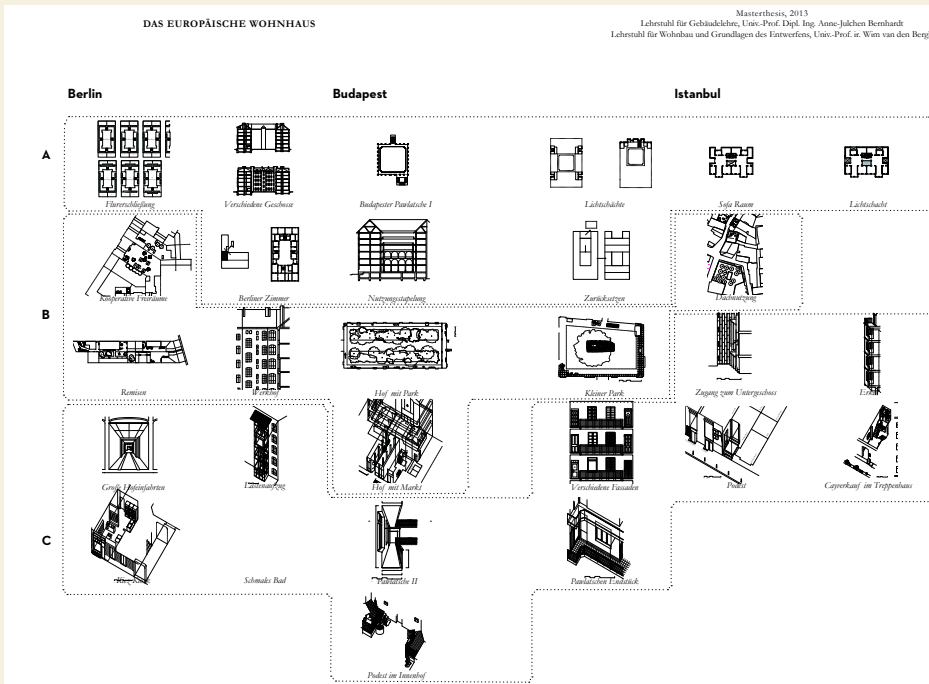 DAS EUROPÄISCHE WOHNHAUS
Masterthesis, 2013
Lehrstuhl für Gebäudelehre, Univ.-Prof. Dipl. Ing. Anne-Julchen Bernhardt
Lehrstuhl für Wohnbau und Grundlagen des Entwerfens, Univ.-Prof. ir. Wim van den Bergh
Berlin
Budapest
Istanbul
A
Flurerschließung
Verschiedene Geschosse
Budapester Pawlatsche I
Lichtschächte
Sofa Raum
Lichtschacht
Kooperative Freiräume
Berliner Zimmer
Nutzungsstapelung
Zurücksetzen
Dachnutzung
B
Remisen
Werkhof
Hof mit Park
Kleiner Park
Zugang zum Untergeschoss
Erker
Große Hofeinfahrten
Lastenaufzug
Hof mit Markt
Verschiedene Fassaden
Podest
Cayverkauf im Treppenhaus
C
Schmales Bad
Pawlatsche II
Pawlatschen Endstück
Podest im Innenhof